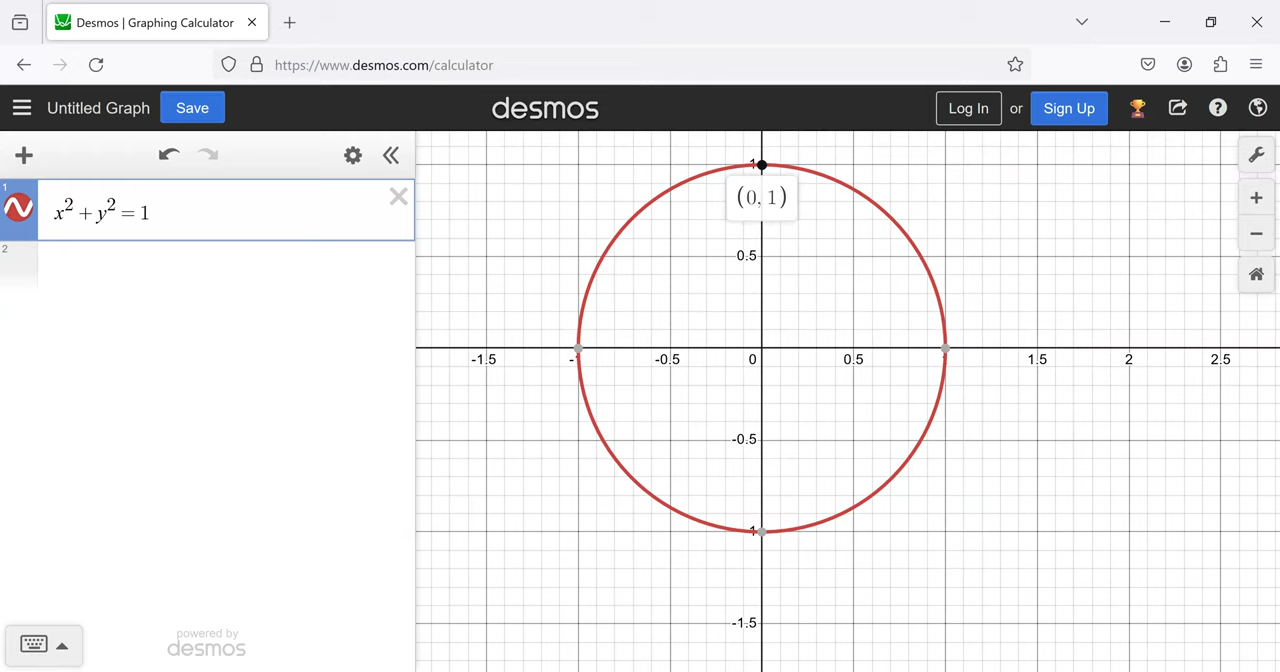 Desmos | Graphing Calculator
https://www.desmos.com/calculator
Untitled Graph
Save
desmos
Log In or Sign Up
1
x² + y² = 1
2
powered by
desmos
1
(0, 1)
0.5
-1.5
-
-0.5
0
0.5
1.5
2
2.5
-0.5
1
-1.5